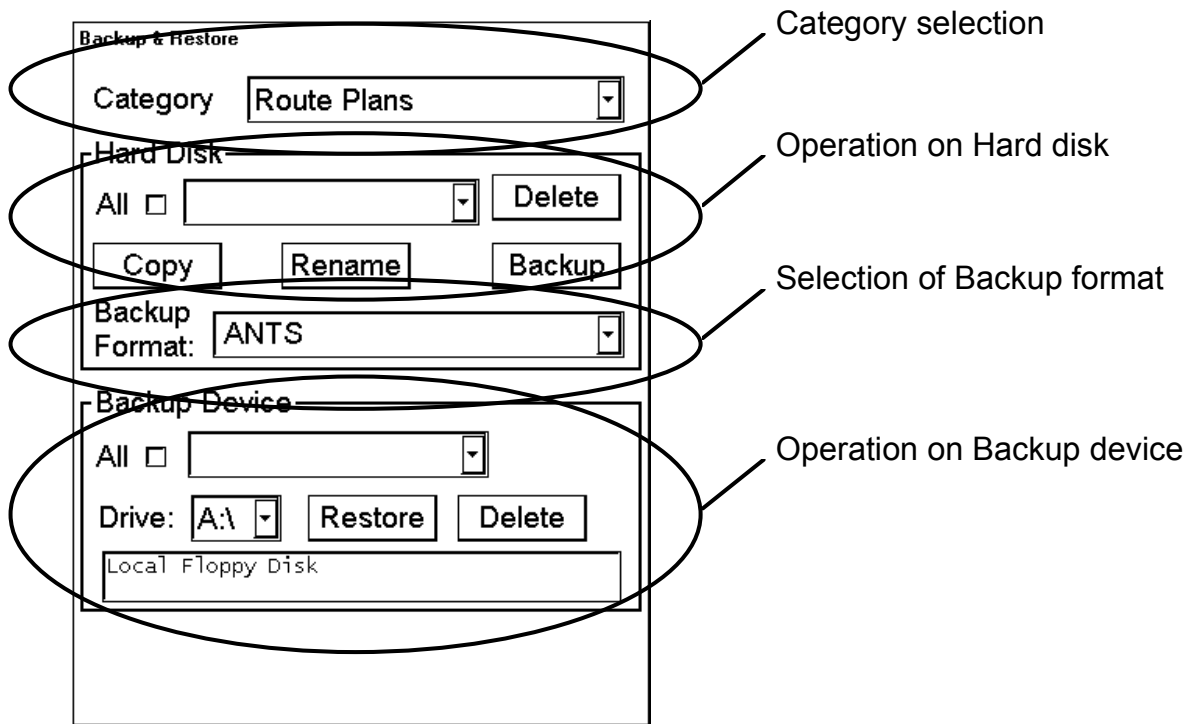 Backup & Restore
Category selection
Category Route Plans
Hard Disk
Operation on Hard disk
All Delete
Copy Rename Backup
Selection of Backup format
Backup
Format: ANTS
Backup Device
All
Operation on Backup device
Drive: A:\ Restore Delete
Local Floppy Disk